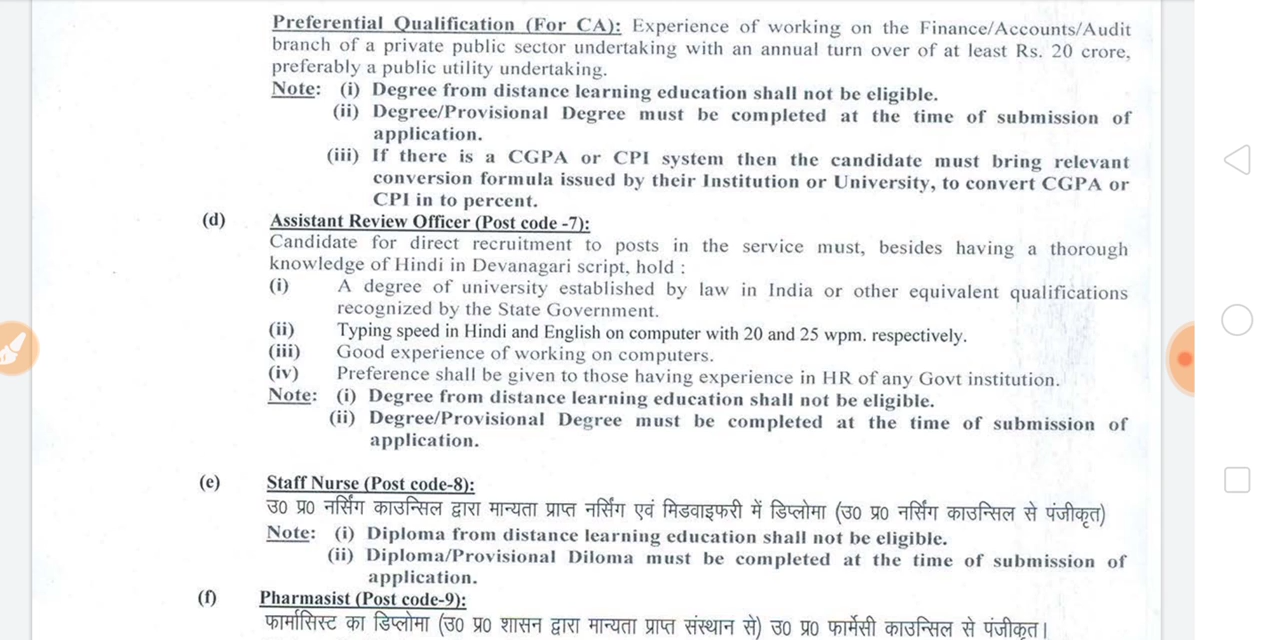 Preferential Qualification (For CA): Experience of working on the Finance/Accounts/Audit
branch of a private public sector undertaking with an annual turn over of at least Rs. 20 crore,
preferably a public utility undertaking.
Note: (i) Degree from distance learning education shall not be eligible.
(ii) Degree/Provisional Degree must be completed at the time of submission of
application.
(iii) If there is a CGPA or CPI system then the candidate must bring relevant
conversion formula issued by their Institution or University, to convert CGPA or
CPI in to percent.
(d) Assistant Review Officer (Post code -7):
Candidate for direct recruitment to posts in the service must, besides having a thorough
knowledge of Hindi in Devanagari script, hold :
(i) A degree of university established by law in India or other equivalent qualifications
recognized by the State Government.
(ii) Typing speed in Hindi and English on computer with 20 and 25 wpm. respectively.
(iii) Good experience of working on computers.
(iv) Preference shall be given to those having experience in HR of any Govt institution.
Note: (i) Degree from distance learning education shall not be eligible.
(ii) Degree/Provisional Degree must be completed at the time of submission of
application.
(e) Staff Nurse (Post code-8):
उ0 प्र0 नर्सिंग काउन्सिल द्वारा मान्यता प्राप्त नर्सिंग एवं मिडवाइफरी में डिप्लोमा (उ0 प्र0 नर्सिंग काउन्सिल से पंजीकृत)
Note: (i) Diploma from distance learning education shall not be eligible.
(ii) Diploma/Provisional Diloma must be completed at the time of submission of
application.
(f) Pharmasist (Post code-9):
फार्मासिस्ट का डिप्लोमा (उ0 प्र0 शासन द्वारा मान्यता प्राप्त संस्थान से) उ0 प्र0 फार्मेसी काउन्सिल से पंजीकृत।